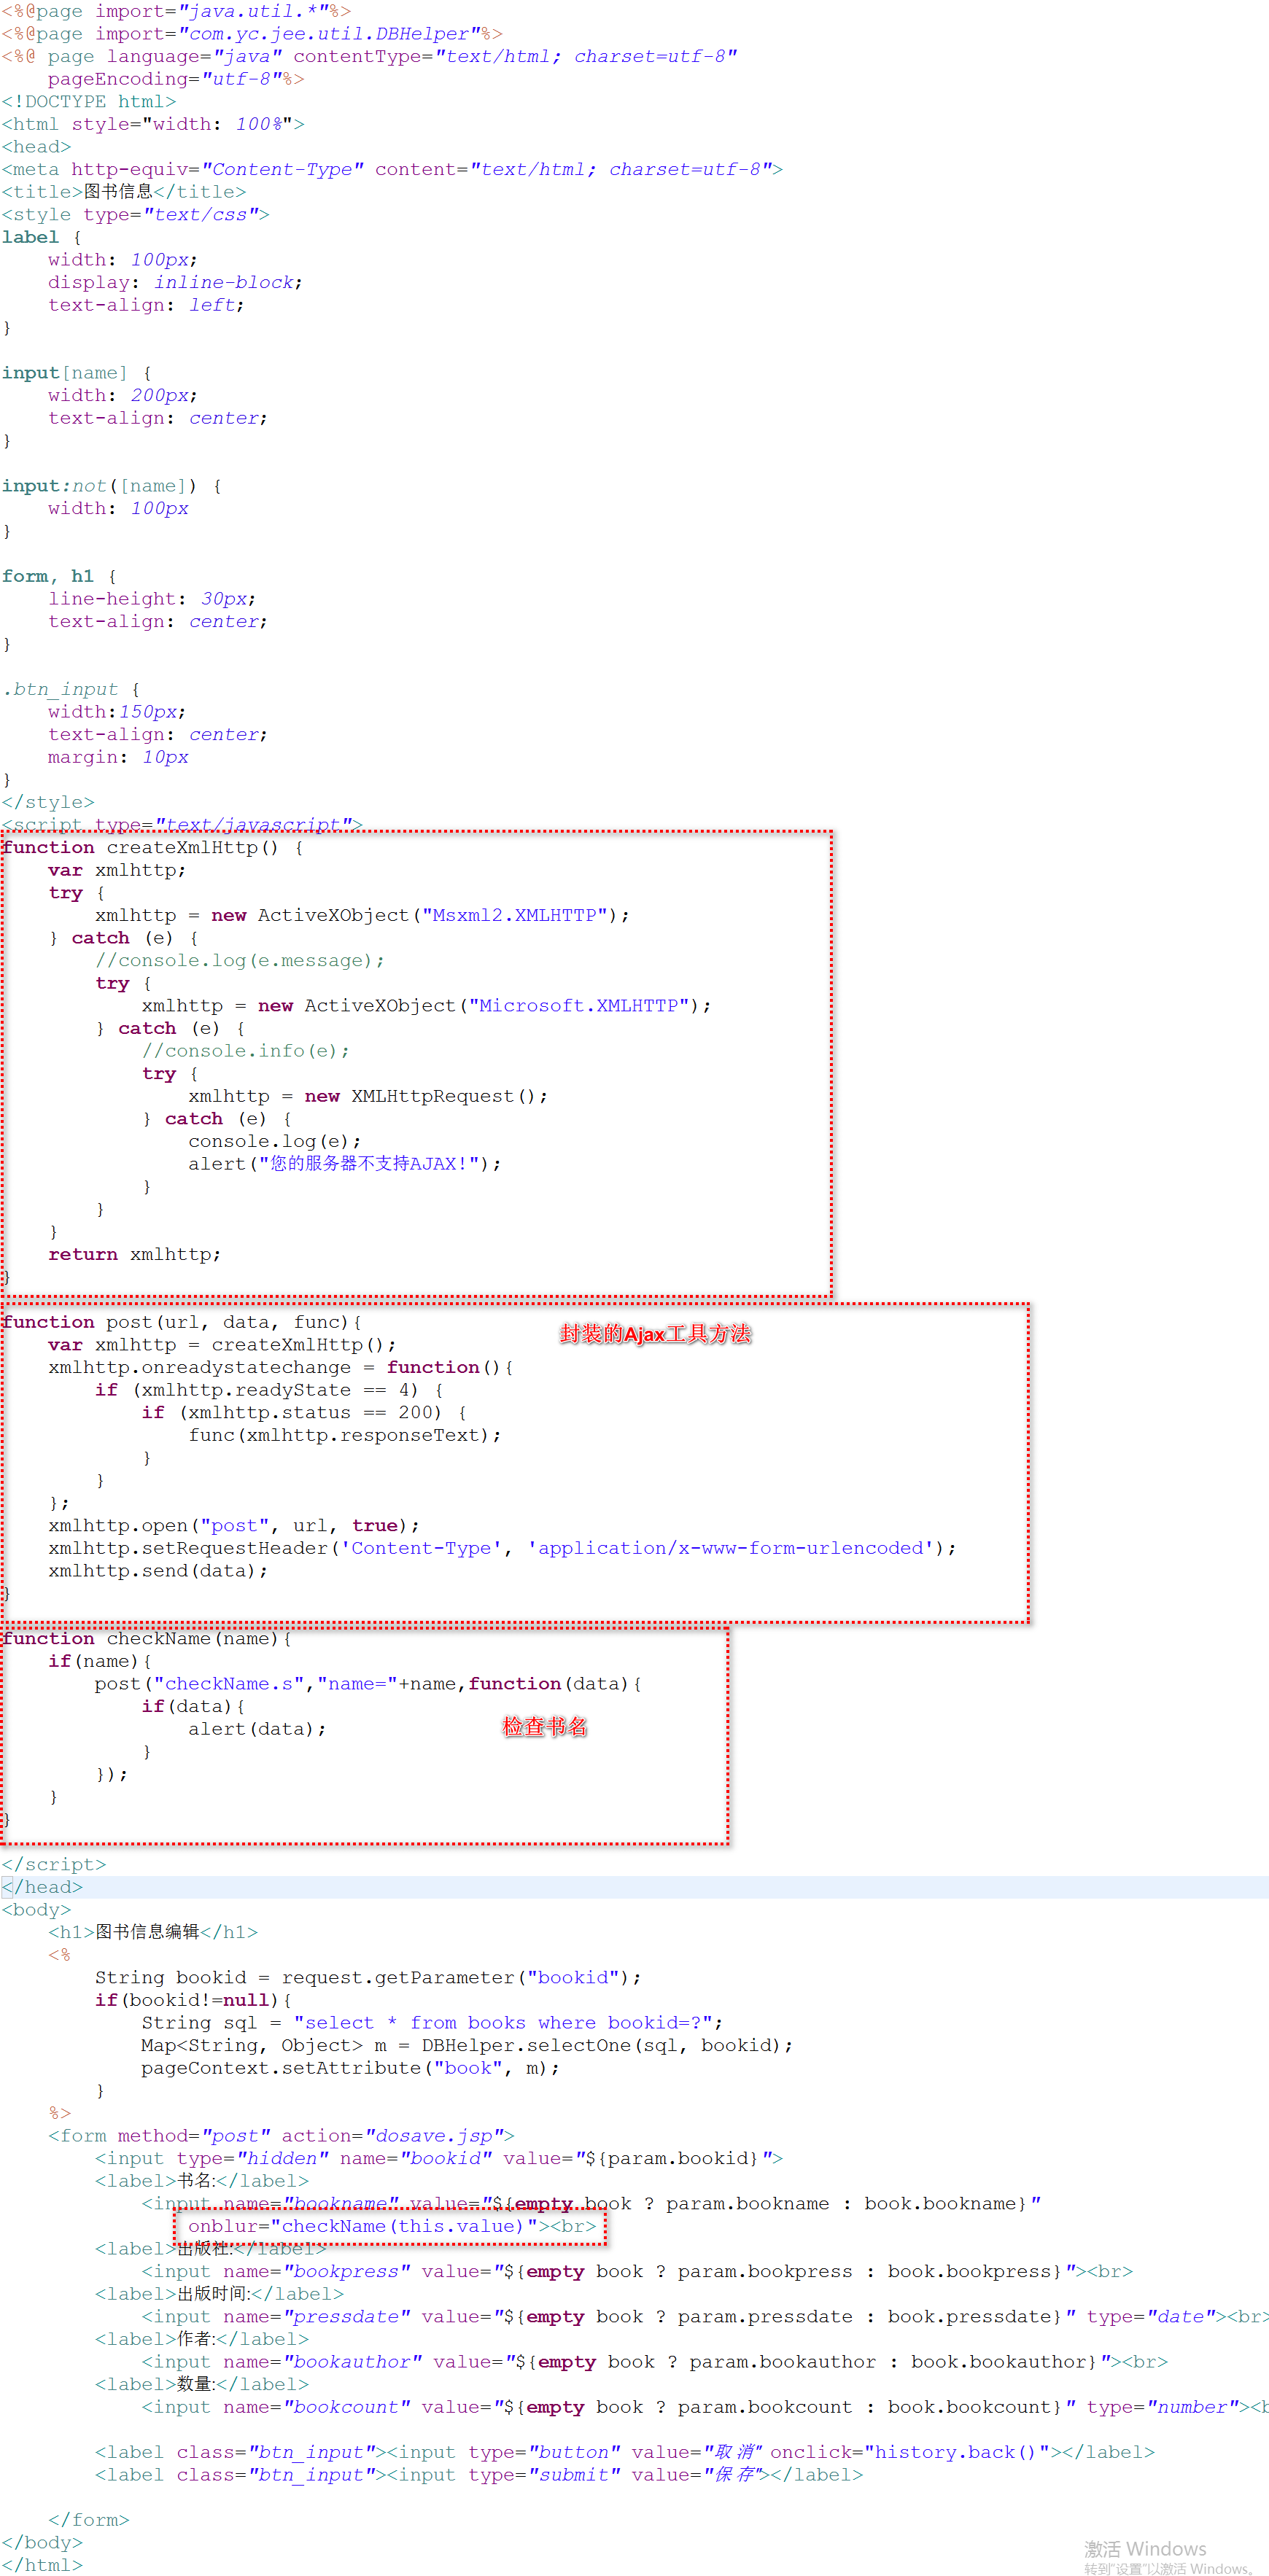 <%@page import="java.util.*"%>
<%@page import="com.yc.jee.util.DBHelper"%>
<%@ page language="java" contentType="text/html; charset=utf-8"
    pageEncoding="utf-8"%>
<!DOCTYPE html>
<html style="width: 100%">
<head>
<meta http-equiv="Content-Type" content="text/html; charset=utf-8">
<title>图书信息</title>
<style type="text/css">
label {
    width: 100px;
    display: inline-block;
    text-align: left;
}

input[name] {
    width: 200px;
    text-align: center;
}

input:not([name]) {
    width: 100px
}

form, h1 {
    line-height: 30px;
    text-align: center;
}

.btn_input {
    width:150px;
    text-align: center;
    margin: 10px
}
</style>
<script type="text/javascript">
function createXmlHttp() {
    var xmlhttp;
    try {
        xmlhttp = new ActiveXObject("Msxml2.XMLHTTP");
    } catch (e) {
        //console.log(e.message);
        try {
            xmlhttp = new ActiveXObject("Microsoft.XMLHTTP");
        } catch (e) {
            //console.info(e);
            try {
                xmlhttp = new XMLHttpRequest();
            } catch (e) {
                console.log(e);
                alert("您的服务器不支持AJAX!");
            }
        }
    }
    return xmlhttp;
}
function post(url, data, func){
封装的Ajax工具方法
    var xmlhttp = createXmlHttp();
    xmlhttp.onreadystatechange = function(){
        if (xmlhttp.readyState == 4) {
            if (xmlhttp.status == 200) {
                func(xmlhttp.responseText);
            }
        }
    };
    xmlhttp.open("post", url, true);
    xmlhttp.setRequestHeader('Content-Type', 'application/x-www-form-urlencoded');
    xmlhttp.send(data);
}
function checkName(name){
    if(name){
        post("checkName.s","name="+name,function(data){
            if(data){
                alert(data);
检查书名
            }
        });
    }
}
</script>
</head>
<body>
    <h1>图书信息编辑</h1>
    <%
        String bookid = request.getParameter("bookid");
        if(bookid!=null){
            String sql = "select * from books where bookid=?";
            Map<String, Object> m = DBHelper.selectOne(sql, bookid);
            pageContext.setAttribute("book", m);
        }
    %>
    <form method="post" action="dosave.jsp">
        <input type="hidden" name="bookid" value="${param.bookid}">
        <label>书名:</label>
            <input name="bookname" value="${empty book ? param.bookname : book.bookname}"
                onblur="checkName(this.value)"><br>
        <label>出版社:</label>
            <input name="bookpress" value="${empty book ? param.bookpress : book.bookpress}"><br>
        <label>出版时间:</label>
            <input name="pressdate" value="${empty book ? param.pressdate : book.pressdate}" type="date"><br>
        <label>作者:</label>
            <input name="bookauthor" value="${empty book ? param.bookauthor : book.bookauthor}"><br>
        <label>数量:</label>
            <input name="bookcount" value="${empty book ? param.bookcount : book.bookcount}" type="number"><b

        <label class="btn_input"><input type="button" value="取消" onclick="history.back()"></label>
        <label class="btn_input"><input type="submit" value="保存"></label>

    </form>
</body>
</html>
激活 Windows
转到"设置"以激活 Windows。